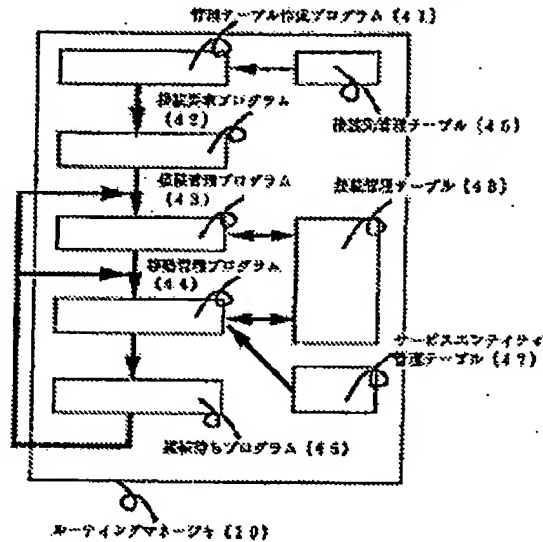 管理テーブル作成プログラム (41)
接続要求プログラム
(42)
管理テーブル (45)
接続管理プログラム
(43)
接続管理テーブル (48)
移動管理プログラム
(44)
サービスエンティティ
管理テーブル (47)
接続待ちプログラム (45)
ルーティングマネージャ (10)